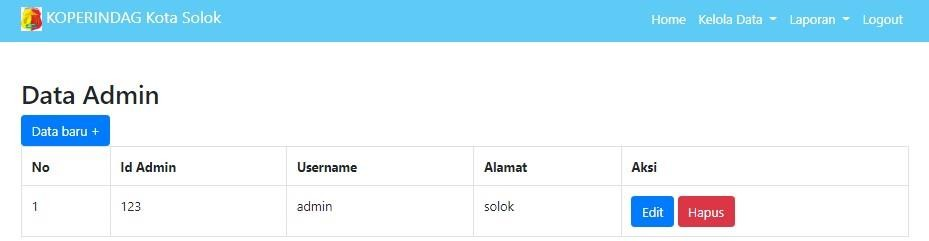 KOPERINDAG Kota Solok Home Kelola Data Laporan Logout
Data Admin
Data baru +
No Id Admin Username Alamat Aksi
1 123 admin solok Edit Hapus